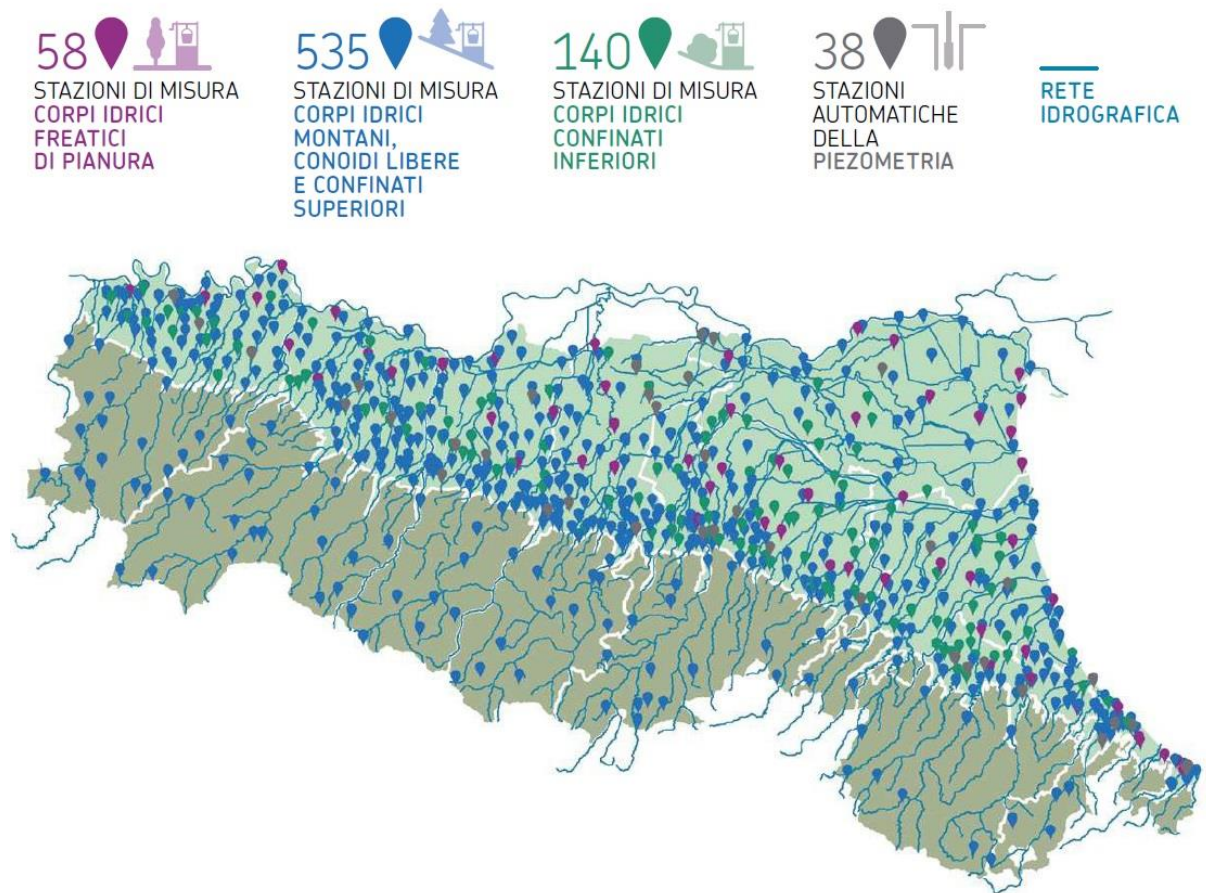 58
STAZIONI DI MISURA
CORPI IDRICI
FREATICI
DI PIANURA
535
STAZIONI DI MISURA
CORPI IDRICI
MONTANI,
CONOIDI LIBERE
E CONFINATI
SUPERIORI
140
STAZIONI DI MISURA
CORPI IDRICI
CONFINATI
INFERIORI
38
STAZIONI
AUTOMATICHE
DELLA
PIEZOMETRIA
RETE
IDROGRAFICA